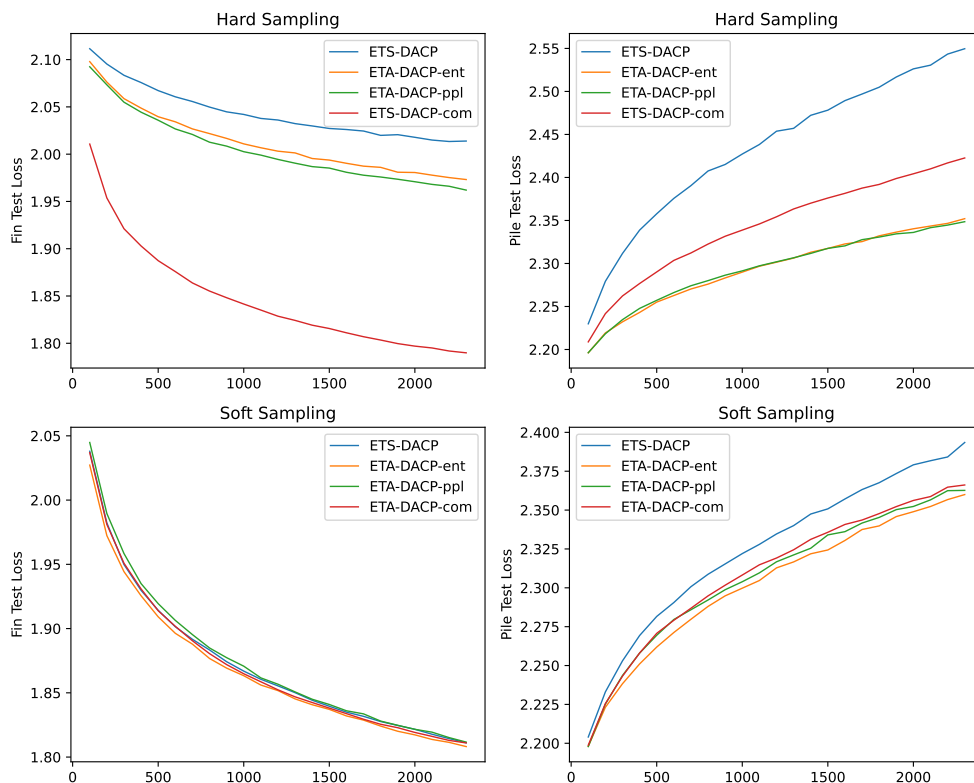 Hard Sampling
Fin Test Loss
2.10
2.05
2.00
1.95
1.90
1.85
1.80
0
500
1000
1500
2000
ETS-DACP
ETA-DACP-ent
ETA-DACP-ppl
ETS-DACP-com
Hard Sampling
Pile Test Loss
2.55
2.50
2.45
2.40
2.35
2.30
2.25
2.20
0
500
1000
1500
2000
ETS-DACP
ETA-DACP-ent
ETA-DACP-ppl
ETS-DACP-com
Soft Sampling
Fin Test Loss
2.05
2.00
1.95
1.90
1.85
1.80
0
500
1000
1500
2000
ETS-DACP
ETA-DACP-ent
ETA-DACP-ppl
ETA-DACP-com
Soft Sampling
Pile Test Loss
2.400
2.375
2.350
2.325
2.300
2.275
2.250
2.225
2.200
0
500
1000
1500
2000
ETS-DACP
ETA-DACP-ent
ETA-DACP-ppl
ETA-DACP-com